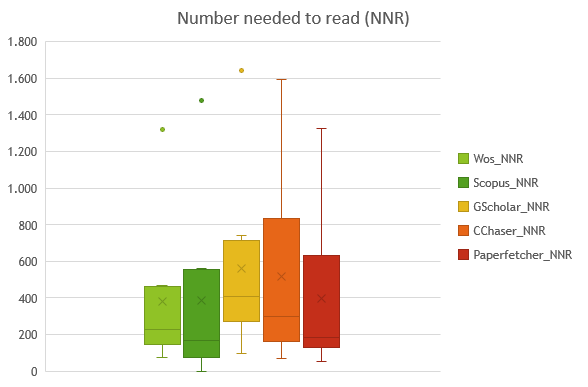 Number needed to read (NNR)
1.800
1.600
1.400
1.200
1.000
800
600
400
200
0
Wos_NNR
Scopus_NNR
GScholar_NNR
CChaser_NNR
Paperfetcher_NNR